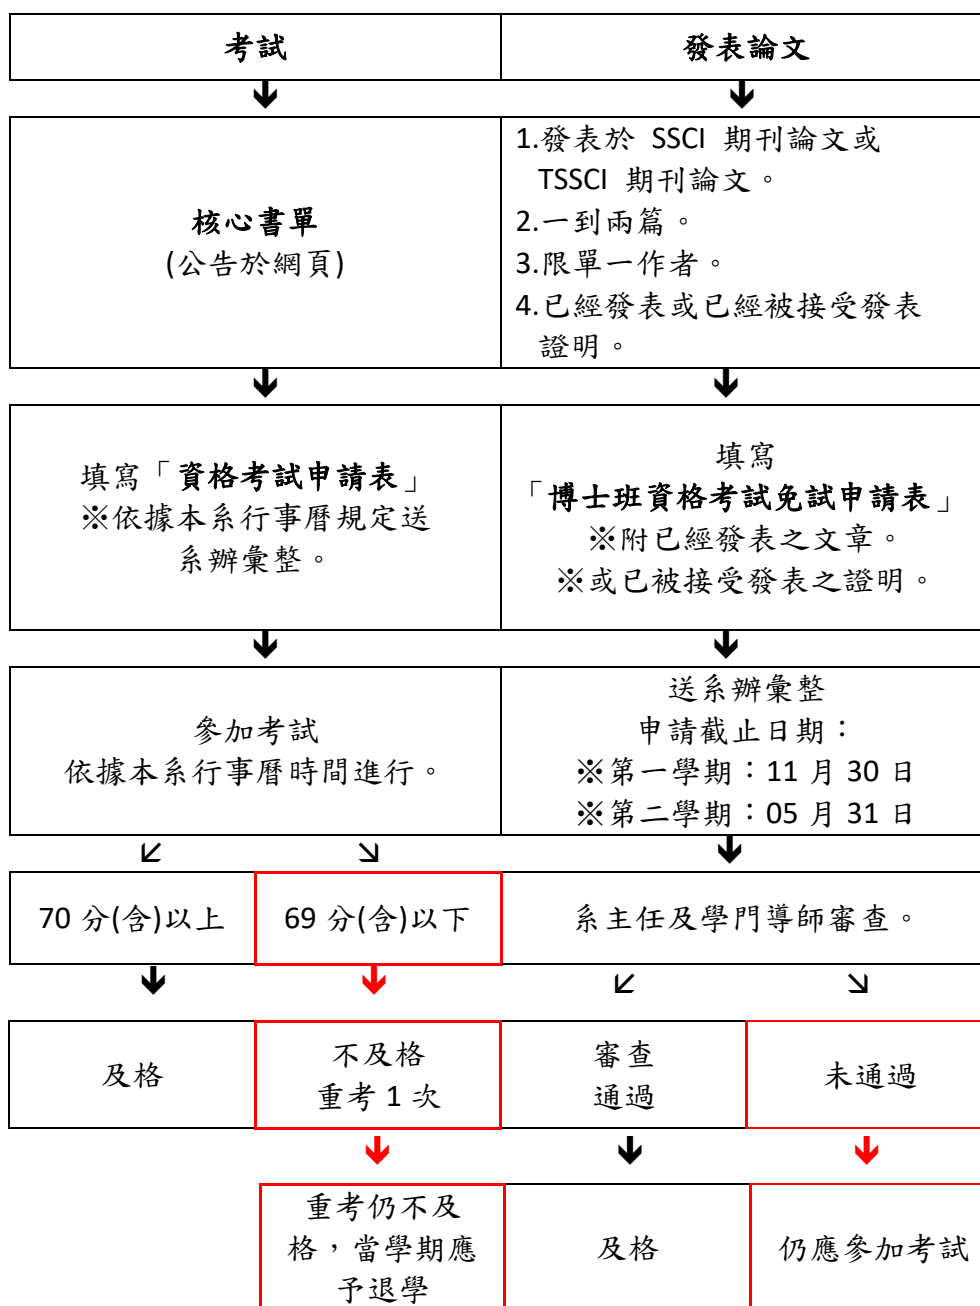 考試
發表論文
核心書單
(公告於網頁)
1.發表於 SSCI 期刊論文或
TSSCI 期刊論文。
2.一到兩篇。
3.限單一作者。
4.已經發表或已經被接受發表
證明。
填寫「資格考試申請表」
※依據本系行事曆規定送
系辦彙整。
填寫
「博士班資格考試免試申請表」
※附已經發表之文章。
※或已被接受發表之證明。
參加考試
依據本系行事曆時間進行。
送系辦彙整
申請截止日期：
※第一學期：11 月 30 日
※第二學期：05 月 31 日
70 分(含)以上
69 分(含)以下
系主任及學門導師審查。
及格
不及格
重考 1 次
審查
通過
未通過
重考仍不及
格，當學期應
予退學
及格
仍應參加考試